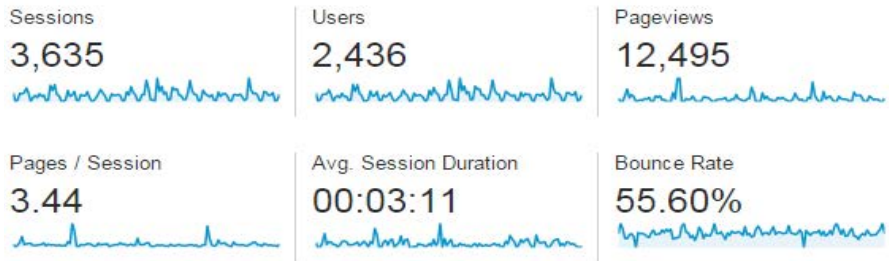 Sessions
3,635
Users
2,436
Pageviews
12,495
Pages / Session
3.44
Avg. Session Duration
00:03:11
Bounce Rate
55.60%